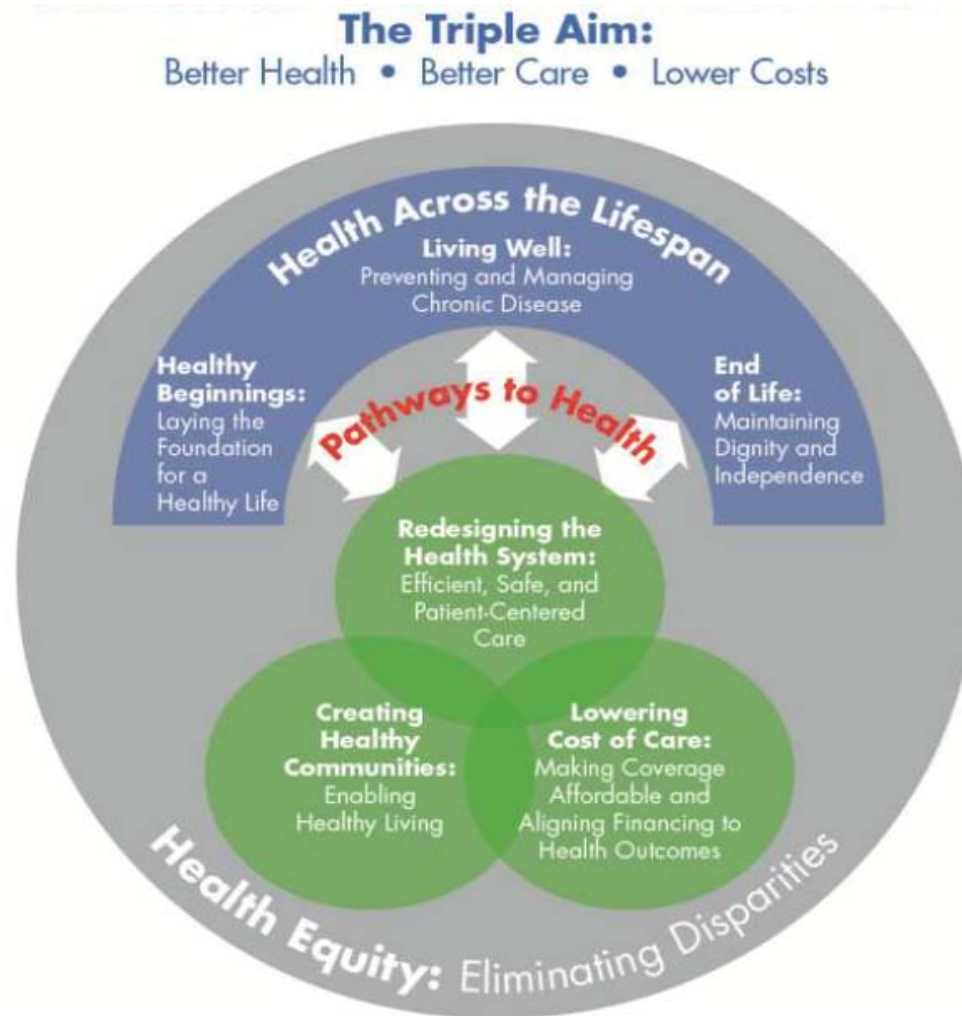 The Triple Aim:
Better Health • Better Care • Lower Costs
Health Across the Lifespan
Living Well:
Preventing and Managing
Chronic Disease
Healthy
Beginnings:
Laying the
Foundation
for a
Healthy Life
End
of Life:
Maintaining
Dignity and
Independence
Pathways to Health
Redesigning the
Health System:
Efficient, Safe, and
Patient-Centered
Care
Creating
Healthy
Communities:
Enabling
Healthy Living
Lowering
Cost of Care:
Making Coverage
Affordable and
Aligning Financing to
Health Outcomes
Health Equity: Eliminating Disparities